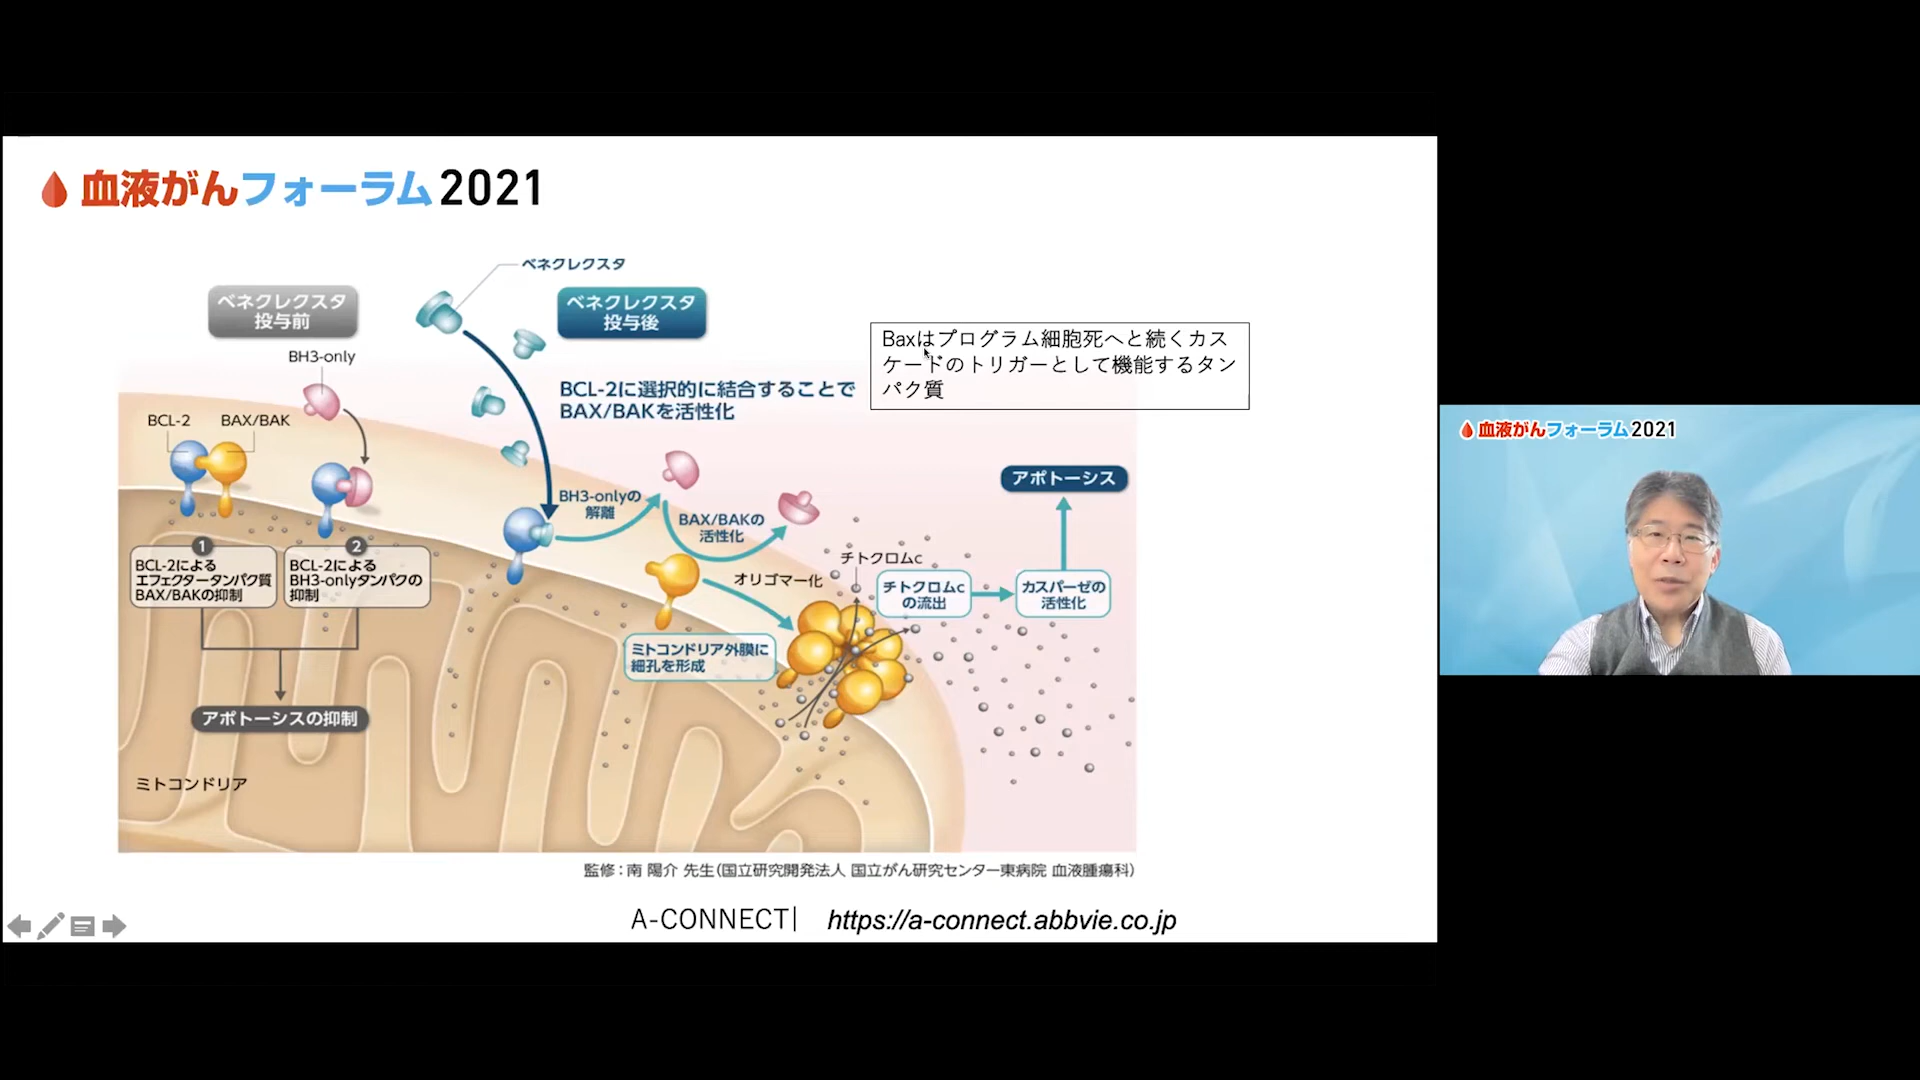 血液がんフォーラム2021
ベネクレクスタ
ベネクレクスタ
投与前
ベネクレクスタ
投与後
BH3-only
BCL-2に選択的に結合することで
BAX/BAKを活性化
Baxはプログラム細胞死へと続くカス
ケードのトリガーとして機能するタン
パク質
BCL-2
BAX/BAK
アポトーシス
BH3-onlyの
解離
BAX/BAKの
活性化
オリゴマー化
チトクロムc
チトクロムc
の流出
カスパーゼの
活性化
1
BCL-2による
エフェクタータンパク質
BAX/BAKの抑制
2
BCL-2による
BH3-onlyタンパクの
抑制
ミトコンドリア外膜に
細孔を形成
アポトーシスの抑制
ミトコンドリア
監修：南 陽介 先生（国立研究開発法人 国立がん研究センター東病院 血液腫瘍科）
A-CONNECT| https://a-connect.abbvie.co.jp
血液がんフォーラム2021